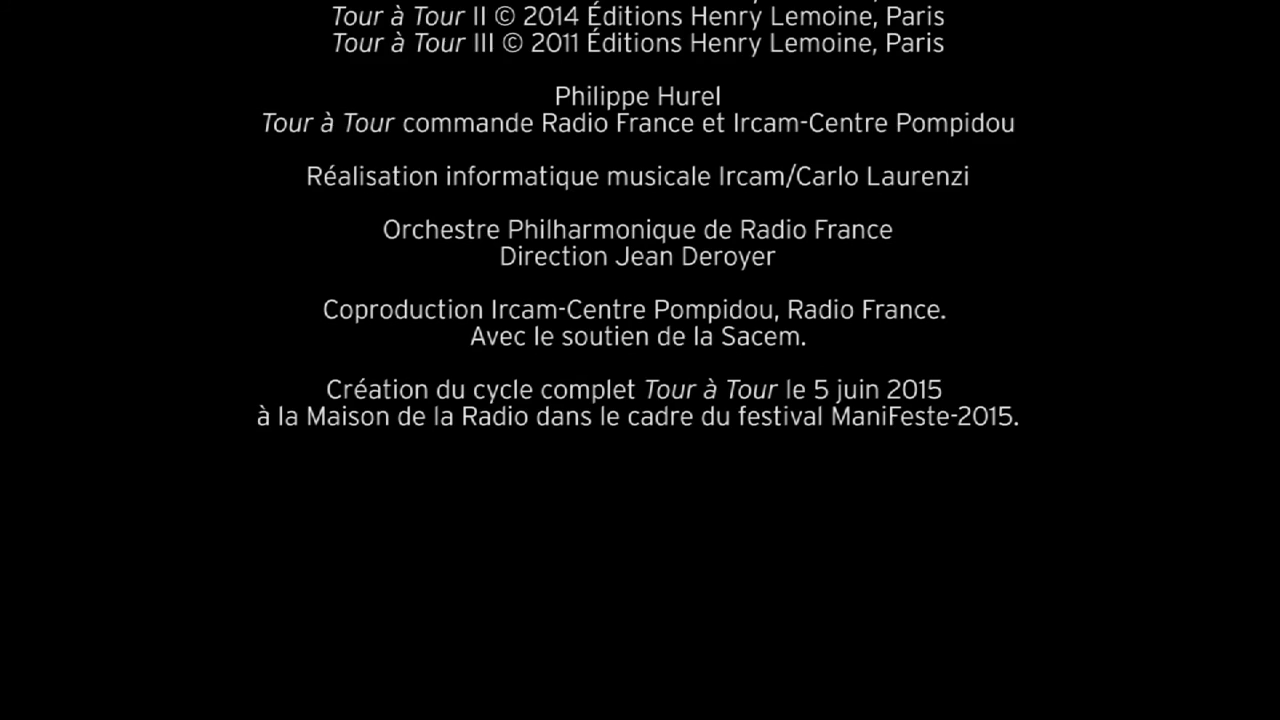 Tour à Tour II © 2014 Éditions Henry Lemoine, Paris
Tour à Tour III © 2011 Éditions Henry Lemoine, Paris
Philippe Hurel
Tour à Tour commande Radio France et Ircam-Centre Pompidou
Réalisation informatique musicale Ircam/Carlo Laurenzi
Orchestre Philharmonique de Radio France
Direction Jean Deroyer
Coproduction Ircam-Centre Pompidou, Radio France.
Avec le soutien de la Sacem.
Création du cycle complet Tour à Tour le 5 juin 2015
à la Maison de la Radio dans le cadre du festival ManiFeste-2015.